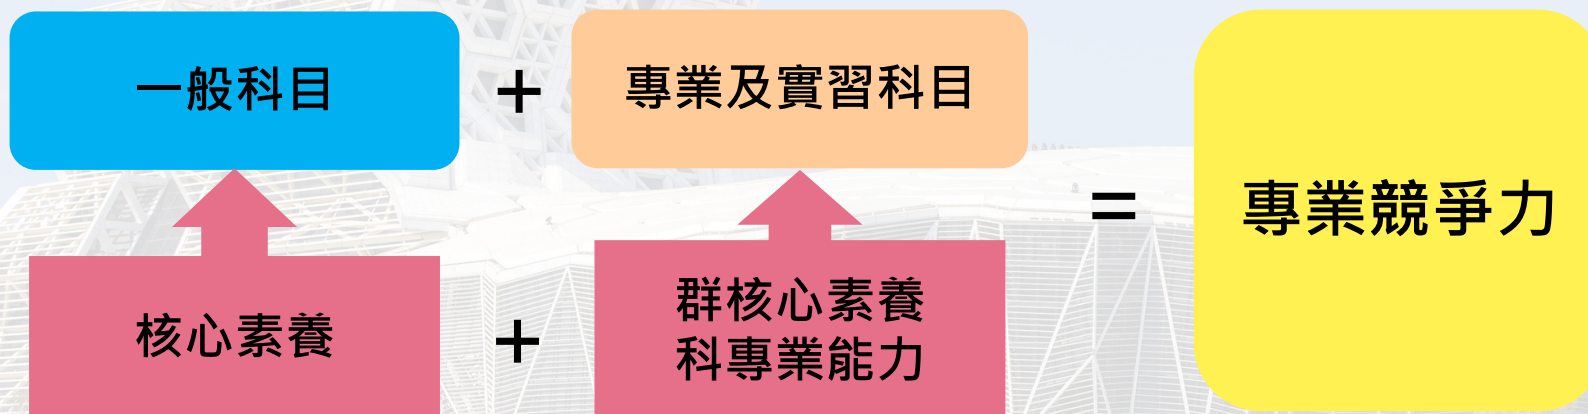 一般科目
+
專業及實習科目
=
專業競爭力
核心素養
+
群核心素養
科專業能力